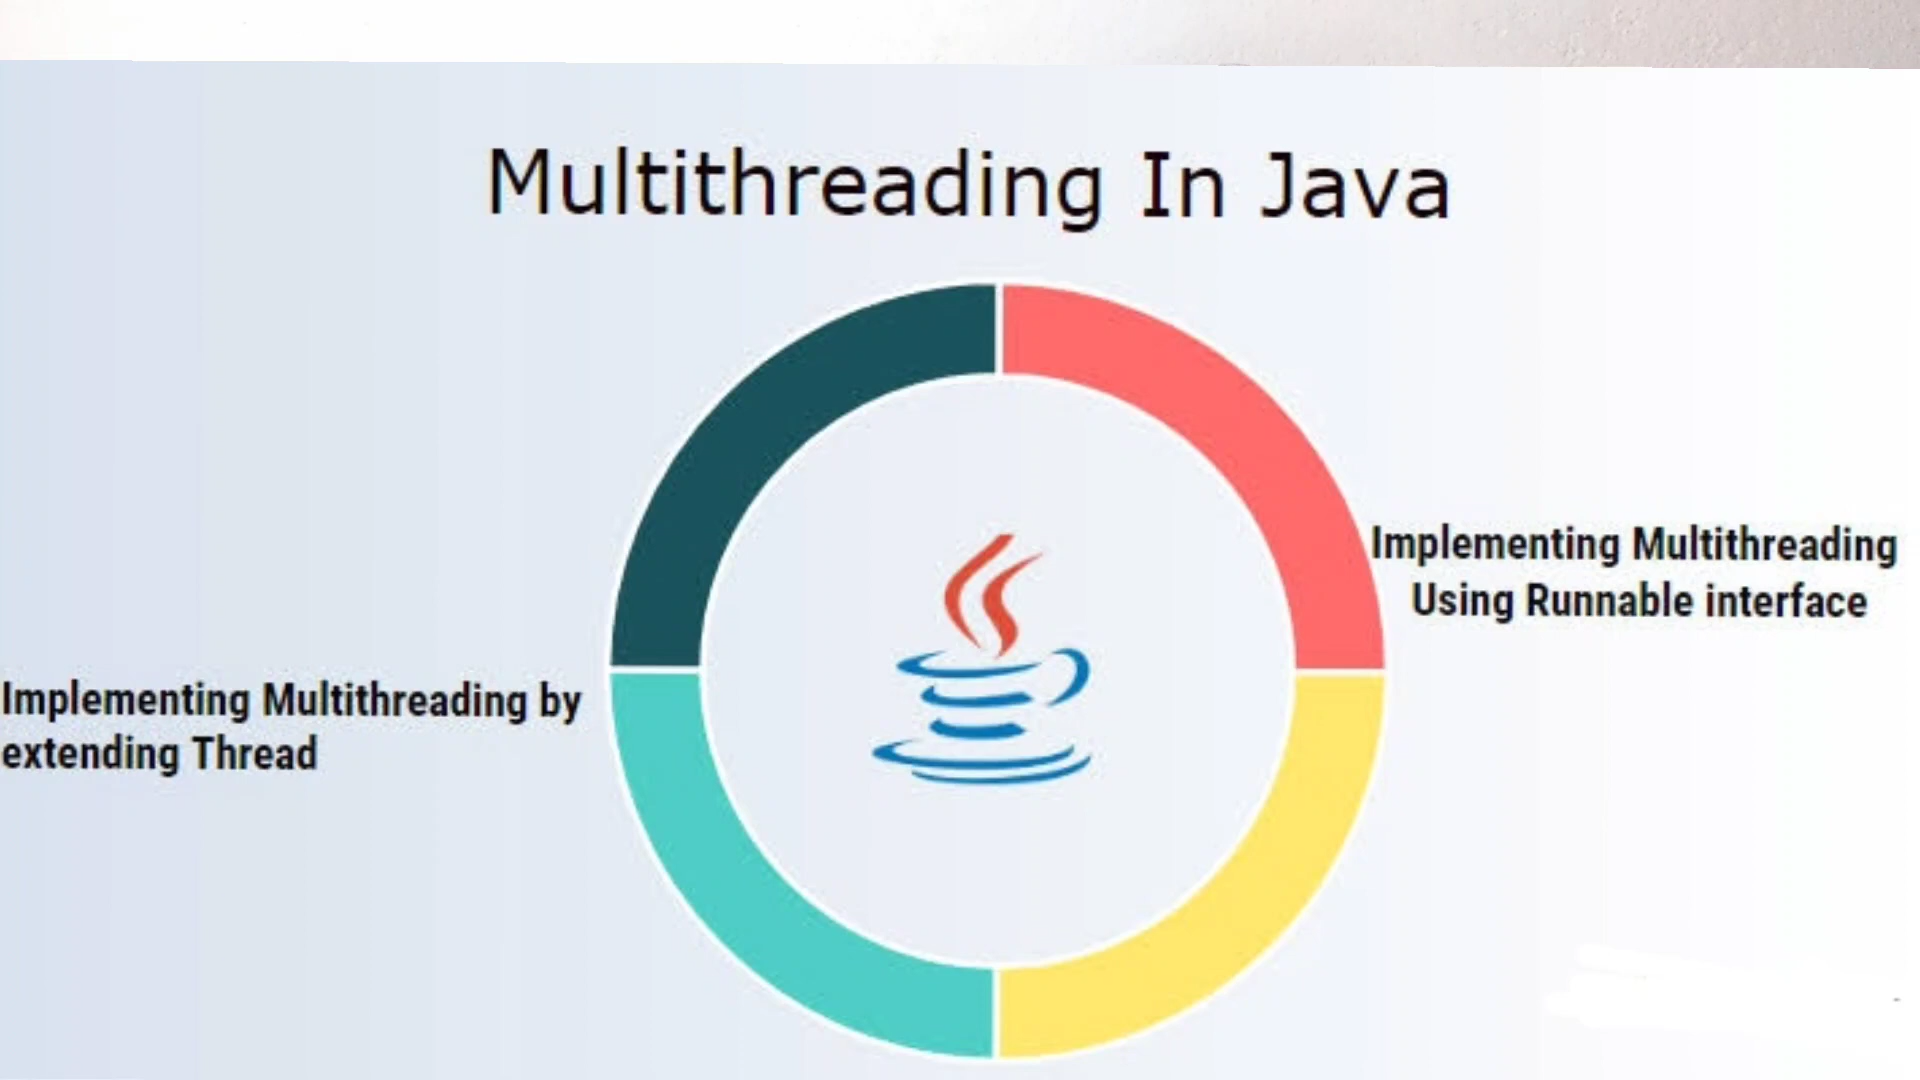 Multithreading In Java
Implementing Multithreading
Using Runnable interface
Implementing Multithreading by
extending Thread